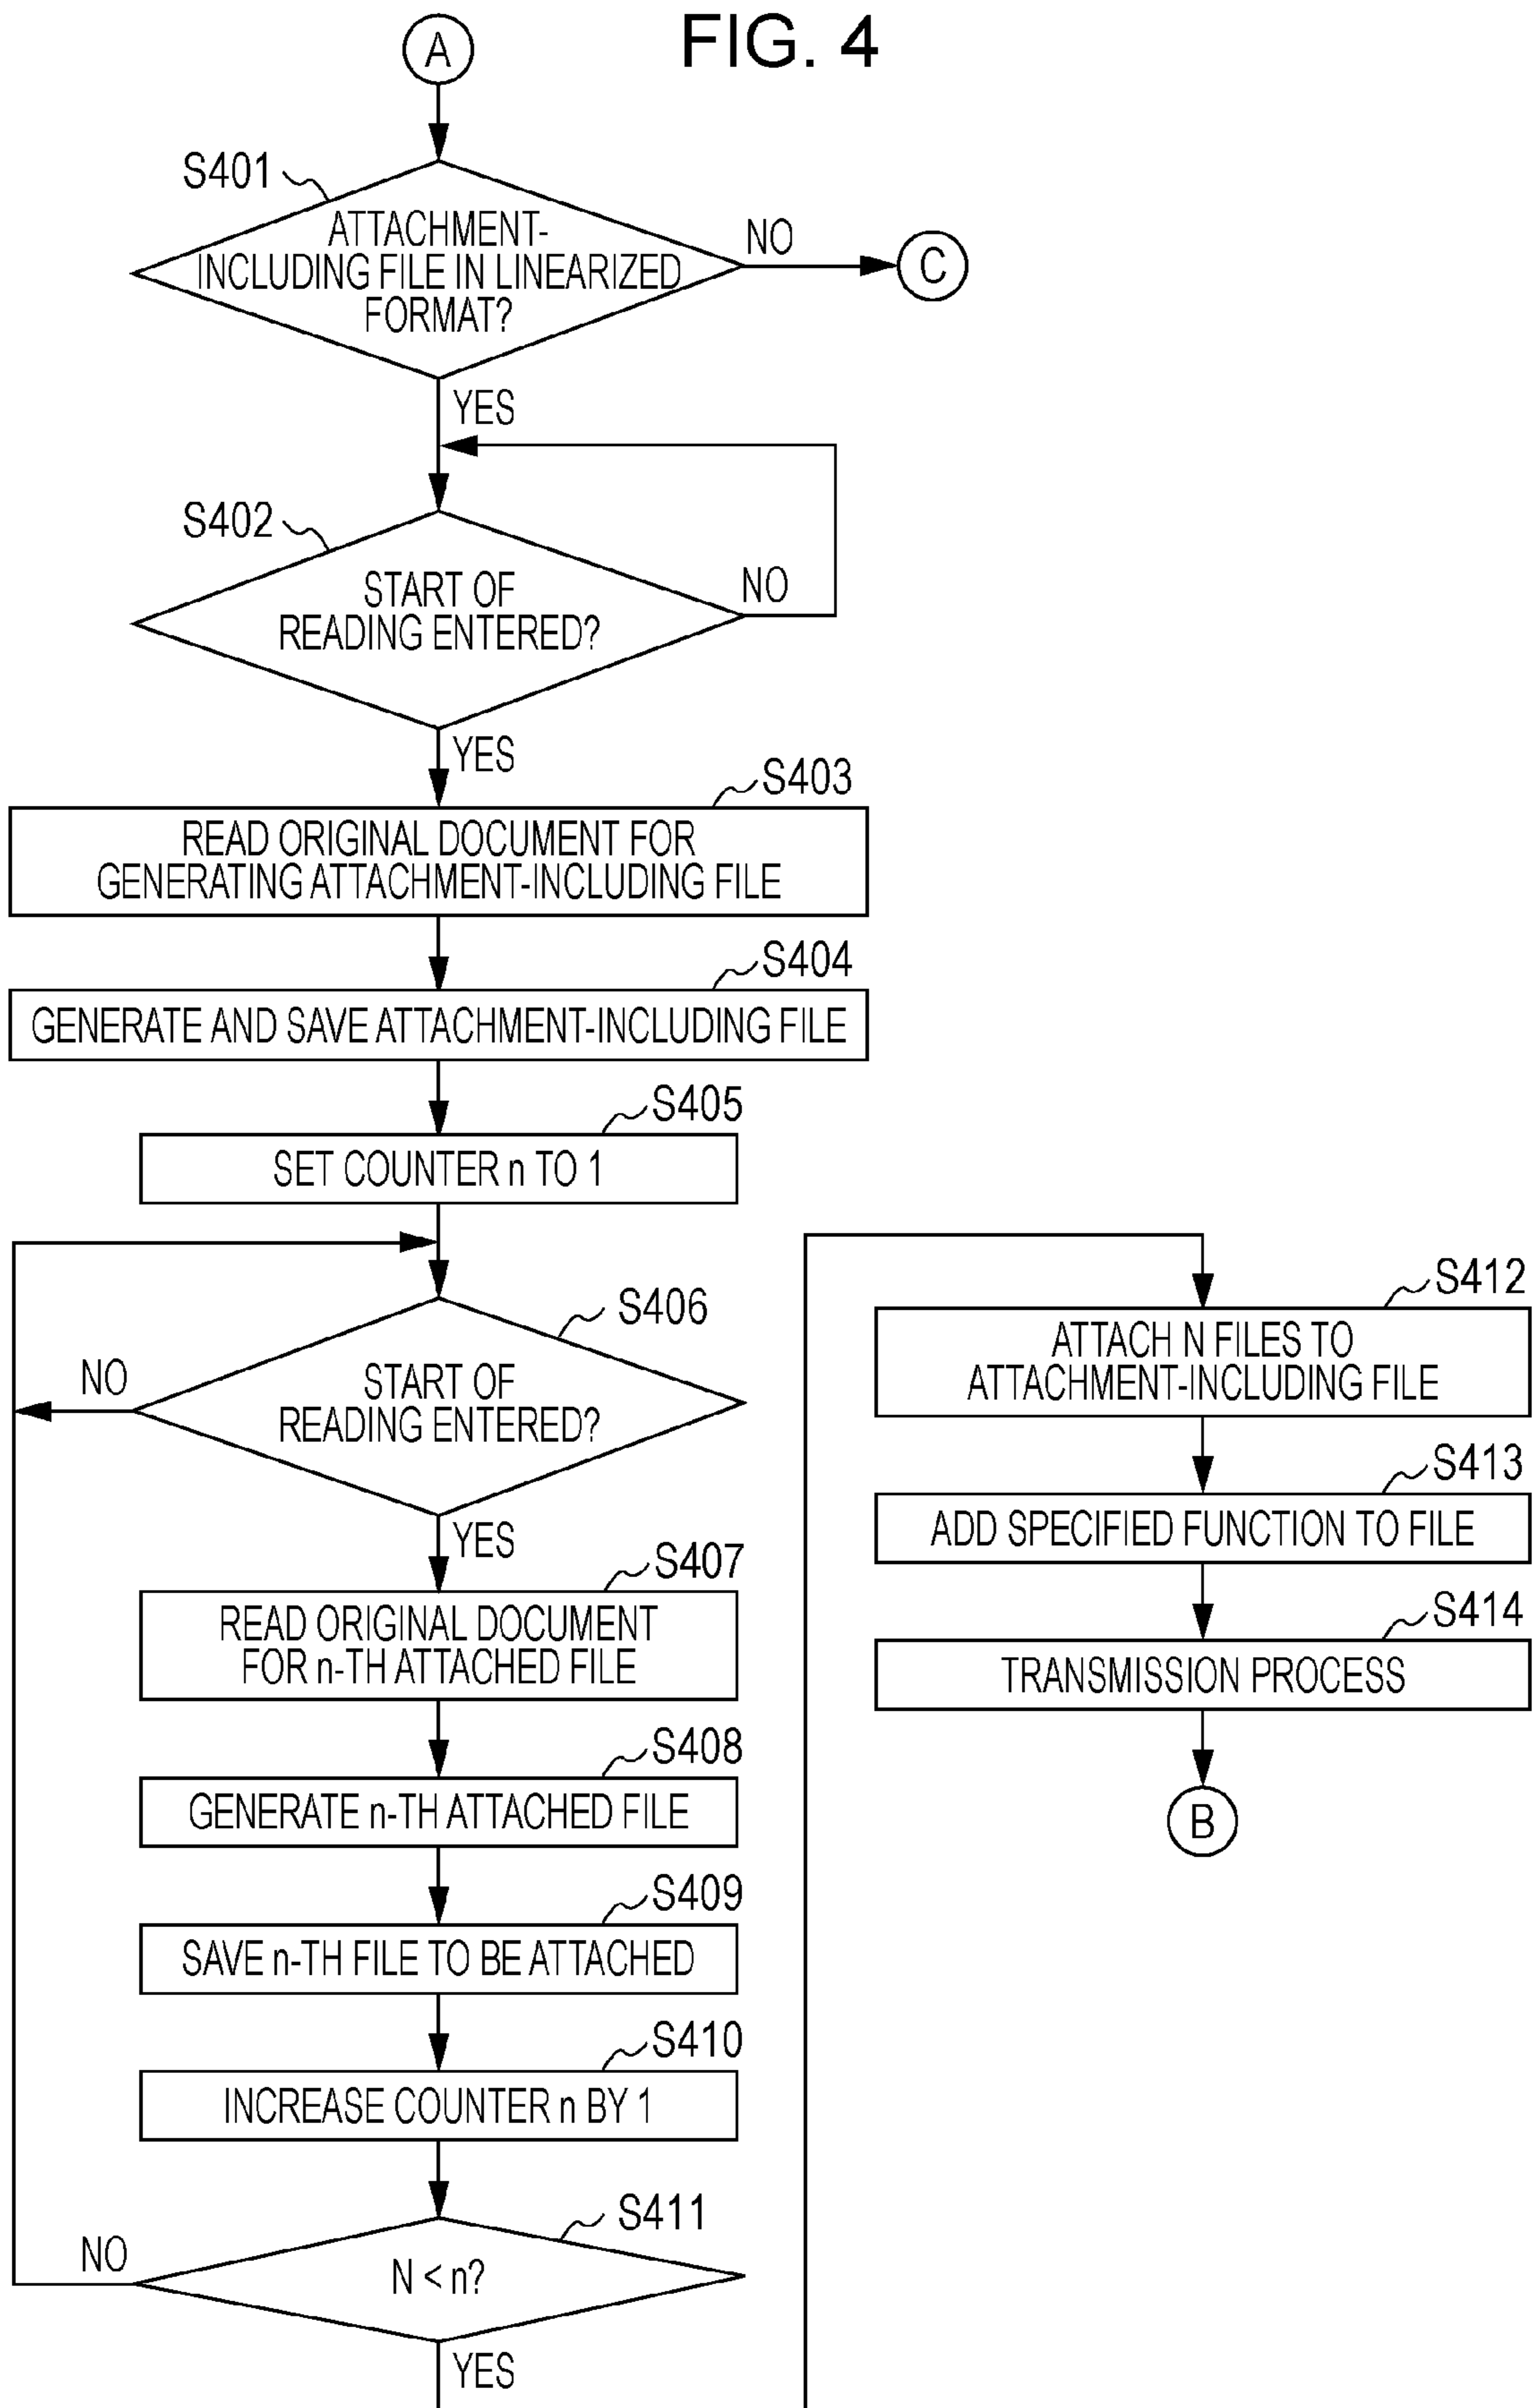 FIG. 4
A
S401
ATTACHMENT-
INCLUDING FILE IN LINEARIZED
FORMAT?
NO
C
YES
S402
START OF
READING ENTERED?
NO
YES
S403
READ ORIGINAL DOCUMENT FOR
GENERATING ATTACHMENT-INCLUDING FILE
S404
GENERATE AND SAVE ATTACHMENT-INCLUDING FILE
S405
SET COUNTER n TO 1
S406
START OF
READING ENTERED?
NO
YES
S407
READ ORIGINAL DOCUMENT
FOR n-TH ATTACHED FILE
S408
GENERATE n-TH ATTACHED FILE
S409
SAVE n-TH FILE TO BE ATTACHED
S410
INCREASE COUNTER n BY 1
S411
N < n?
NO
YES
S412
ATTACH N FILES TO
ATTACHMENT-INCLUDING FILE
S413
ADD SPECIFIED FUNCTION TO FILE
S414
TRANSMISSION PROCESS
B